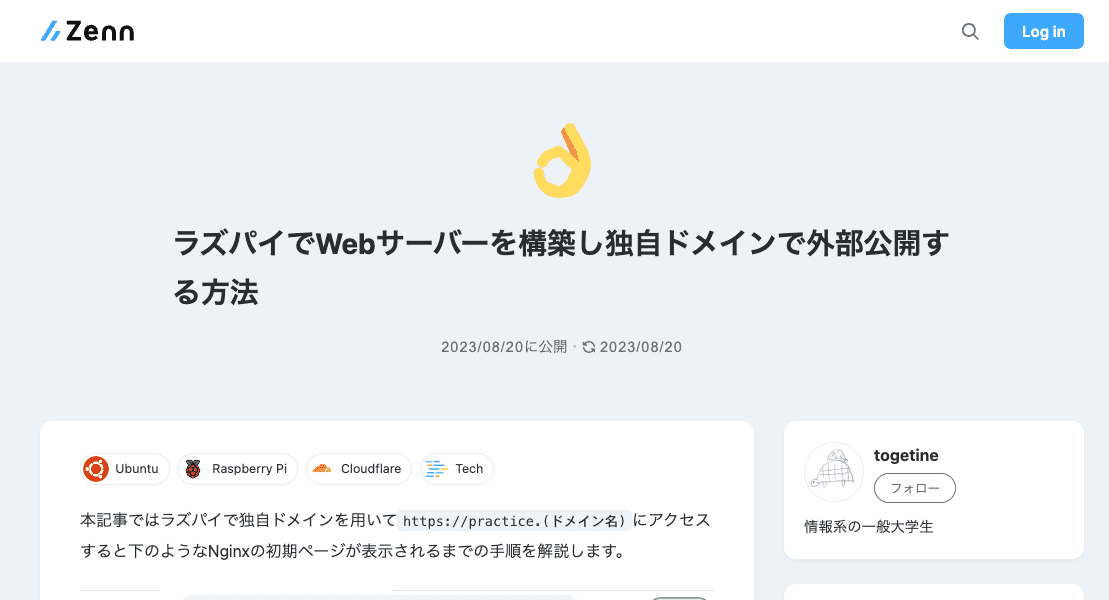 Zenn
Log in
ラズパイでWebサーバーを構築し独自ドメインで外部公開す
る方法
2023/08/20に公開 · 2023/08/20
Ubuntu
Raspberry Pi
Cloudflare
Tech
本記事ではラズパイで独自ドメインを用いてhttps://practice.(ドメイン名)にアクセス
すると下のようなNginxの初期ページが表示されるまでの手順を解説します。
togetine
フォロー
情報系の一般大学生